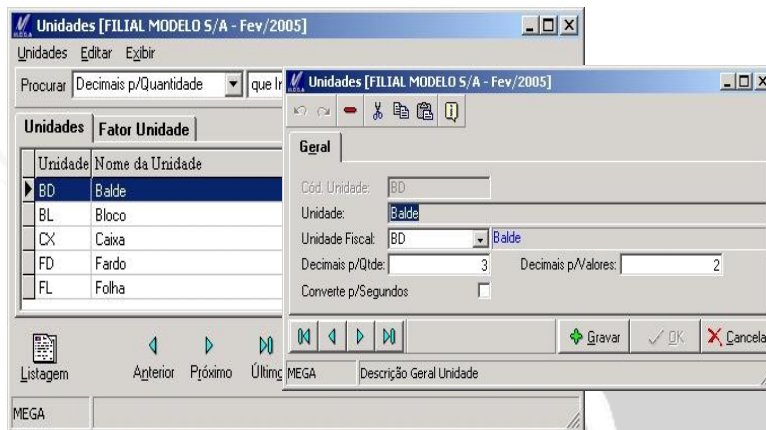 Unidades [FILIAL MODELO S/A - Fev/2005]
Unidades Editar Exibir
Procurar Decimais p/Quantidade que
Unidades Fator Unidade
Unidade Nome da Unidade
BD Balde
BL Bloco
CX Caixa
FD Fardo
FL Folha
Listagem Anterior Próximo
MEGA
Unidades [FILIAL MODELO S/A - Fev/2005]
Geral
Cód. Unidade: BD
Unidade: Balde
Unidade Fiscal: BD Balde
Decimais p/Qtde: 3 Decimais p/Valores: 2
Converte p/Segundos
Gravar OK Cancela
MEGA Descrição Geral Unidade